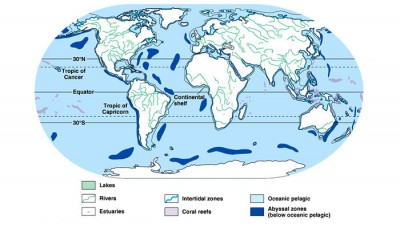 30°N
Tropic of
Cancer
Equator
Continental
shelf
Tropic of
Capricorn
30°S
Lakes
Rivers
Estuaries
Intertidal zones
Coral reefs
Oceanic pelagic
Abyssal zones
(below oceanic pelagic)